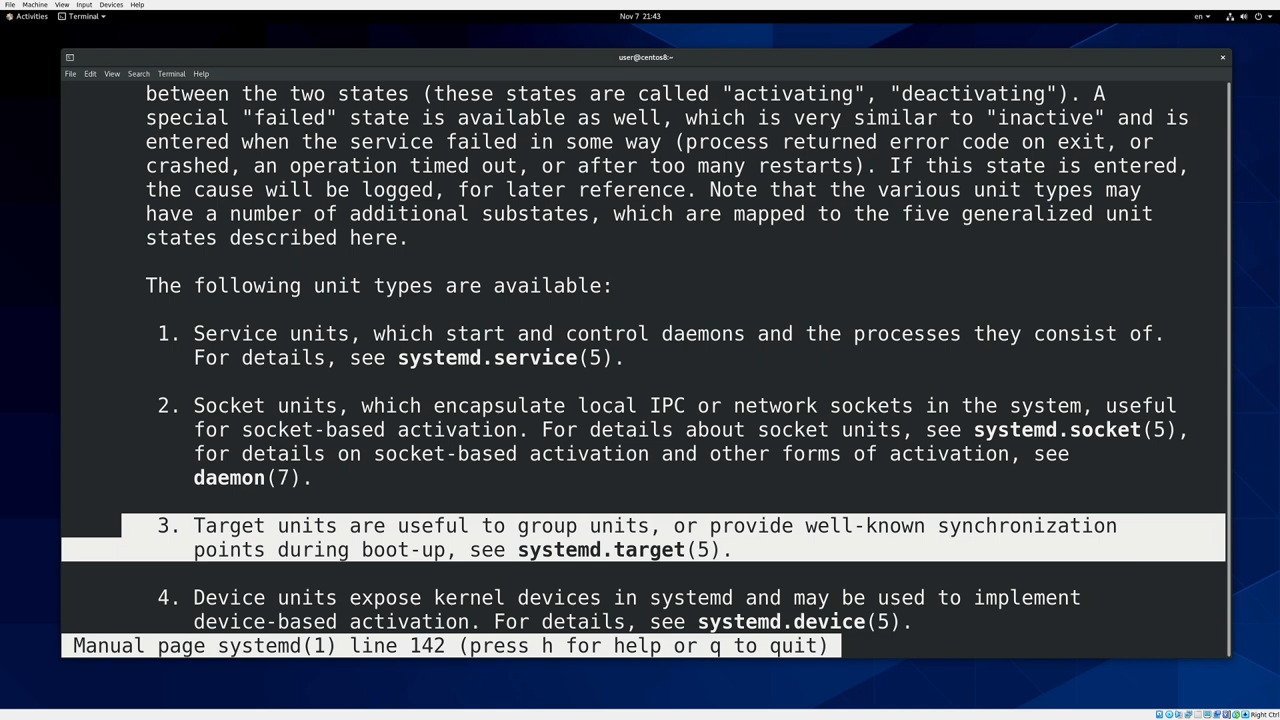 File Machine View Input Devices Help
Activities Terminal Nov 7 21:43 en
user@centos8:~
File Edit View Search Terminal Help
between the two states (these states are called "activating", "deactivating"). A
special "failed" state is available as well, which is very similar to "inactive" and is
entered when the service failed in some way (process returned error code on exit, or
crashed, an operation timed out, or after too many restarts). If this state is entered,
the cause will be logged, for later reference. Note that the various unit types may
have a number of additional substates, which are mapped to the five generalized unit
states described here.
The following unit types are available:
1. Service units, which start and control daemons and the processes they consist of.
For details, see systemd.service(5).
2. Socket units, which encapsulate local IPC or network sockets in the system, useful
for socket-based activation. For details about socket units, see systemd.socket(5),
for details on socket-based activation and other forms of activation, see
daemon(7).
3. Target units are useful to group units, or provide well-known synchronization
points during boot-up, see systemd.target(5).
4. Device units expose kernel devices in systemd and may be used to implement
device-based activation. For details, see systemd.device(5).
Manual page systemd(1) line 142 (press h for help or q to quit)
Right Ctrl